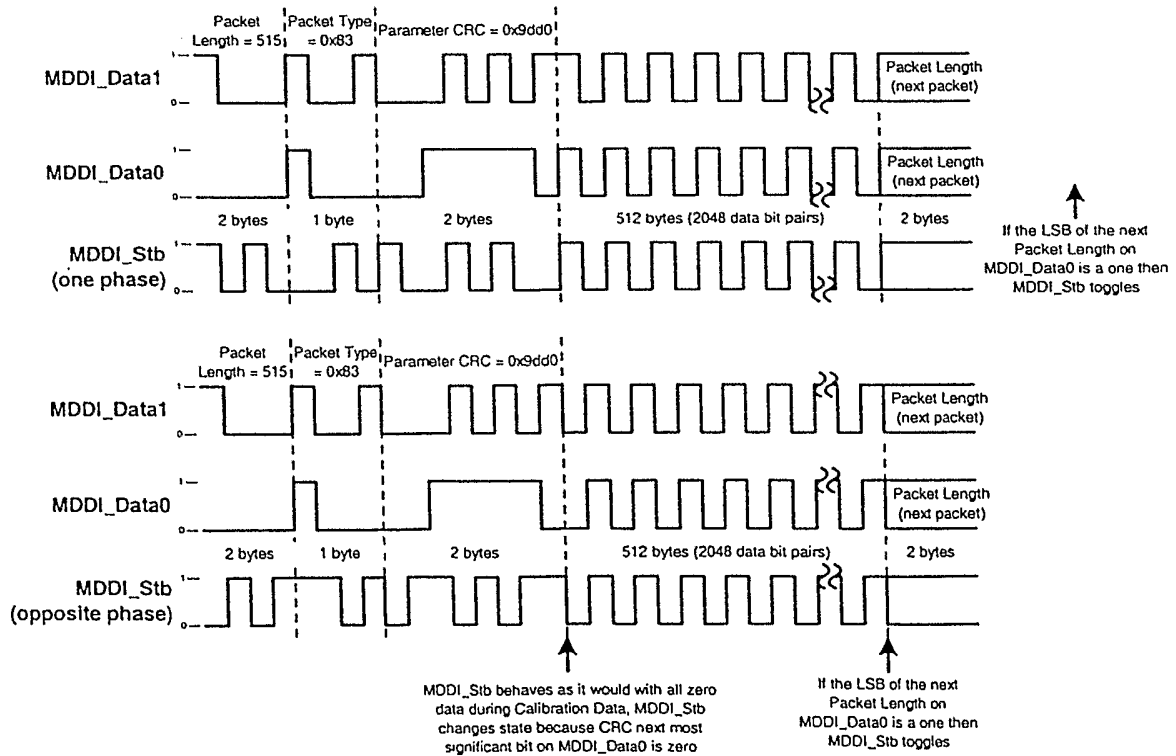 Packet
Length = 515
Packet Type
= 0x83
Parameter CRC = 0x9dd0
MDDI_Data1
1
0
Packet Length
(next packet)
MDDI_Data0
1
0
Packet Length
(next packet)
2 bytes
1 byte
2 bytes
512 bytes (2048 data bit pairs)
2 bytes
MDDI_Stb
(one phase)
1
0
If the LSB of the next
Packet Length on
MDDI_Data0 is a one then
MDDI_Stb toggles
Packet
Length = 515
Packet Type
= 0x83
Parameter CRC = 0x9dd0
MDDI_Data1
1
0
Packet Length
(next packet)
MDDI_Data0
1
0
Packet Length
(next packet)
2 bytes
1 byte
2 bytes
512 bytes (2048 data bit pairs)
2 bytes
MDDI_Stb
(opposite phase)
1
0
MDDI_Stb behaves as it would with all zero
data during Calibration Data, MDDI_Stb
changes state because CRC next most
significant bit on MDDI_Data0 is zero
If the LSB of the next
Packet Length on
MDDI_Data0 is a one then
MDDI_Stb toggles